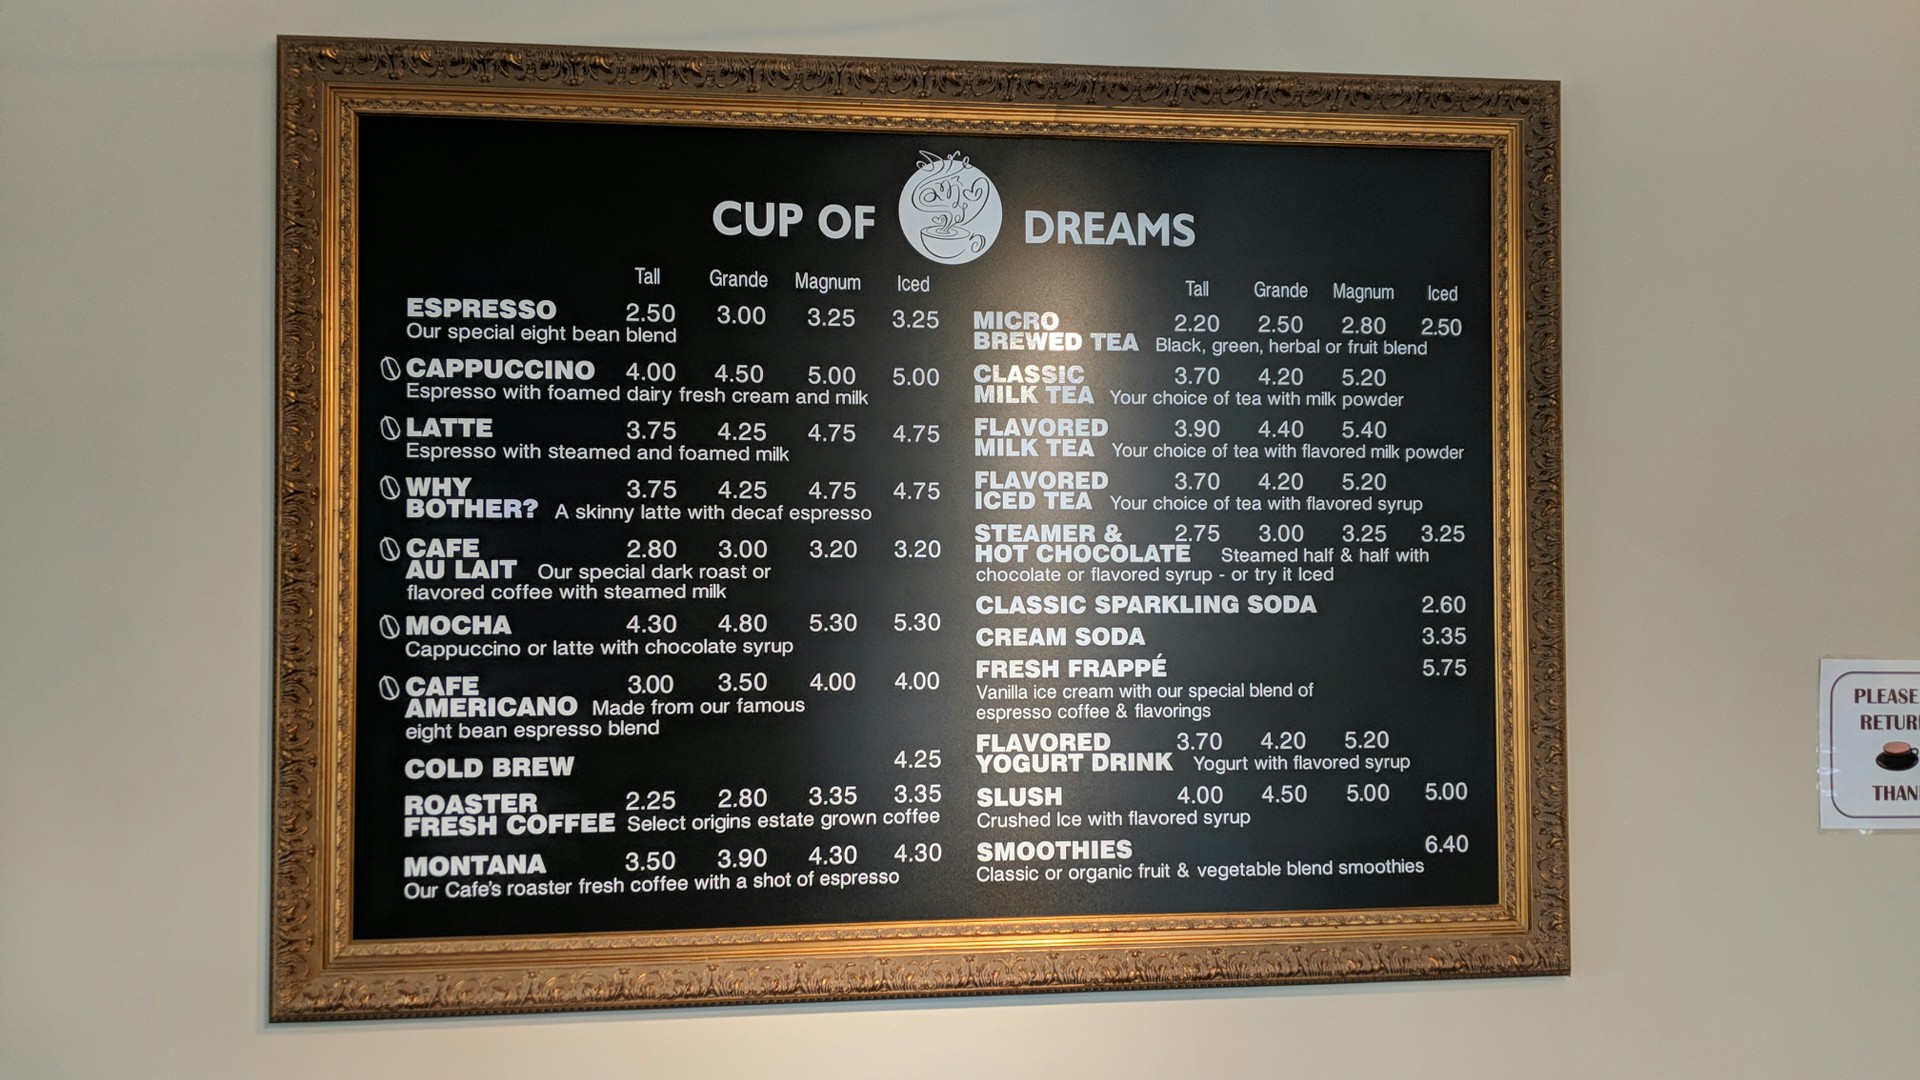 CUP OF DREAMS
Tall Grande Magnum Iced
ESPRESSO 2.50 3.00 3.25 3.25
Our special eight bean blend
CAPPUCCINO 4.00 4.50 5.00 5.00
Espresso with foamed dairy fresh cream and milk
LATTE 3.75 4.25 4.75 4.75
Espresso with steamed and foamed milk
WHY 3.75 4.25 4.75 4.75
BOTHER? A skinny latte with decaf espresso
CAFE 2.80 3.00 3.20 3.20
AU LAIT Our special dark roast or
flavored coffee with steamed milk
MOCHA 4.30 4.80 5.30 5.30
Cappuccino or latte with chocolate syrup
CAFE 3.00 3.50 4.00 4.00
AMERICANO Made from our famous
eight bean espresso blend
COLD BREW 4.25
ROASTER 2.25 2.80 3.35 3.35
FRESH COFFEE Select origins estate grown coffee
MONTANA 3.50 3.90 4.30 4.30
Our Cafe's roaster fresh coffee with a shot of espresso
Tall Grande Magnum Iced
MICRO 2.20 2.50 2.80 2.50
BREWED TEA Black, green, herbal or fruit blend
CLASSIC 3.70 4.20 5.20
MILK TEA Your choice of tea with milk powder
FLAVORED 3.90 4.40 5.40
MILK TEA Your choice of tea with flavored milk powder
FLAVORED 3.70 4.20 5.20
ICED TEA Your choice of tea with flavored syrup
STEAMER & 2.75 3.00 3.25 3.25
HOT CHOCOLATE Steamed half & half with
chocolate or flavored syrup - or try it Iced
CLASSIC SPARKLING SODA 2.60
CREAM SODA 3.35
FRESH FRAPPÉ 5.75
Vanilla ice cream with our special blend of
espresso coffee & flavorings
FLAVORED 3.70 4.20 5.20
YOGURT DRINK Yogurt with flavored syrup
SLUSH 4.00 4.50 5.00 5.00
Crushed Ice with flavored syrup
SMOOTHIES 6.40
Classic or organic fruit & vegetable blend smoothies
PLEASE